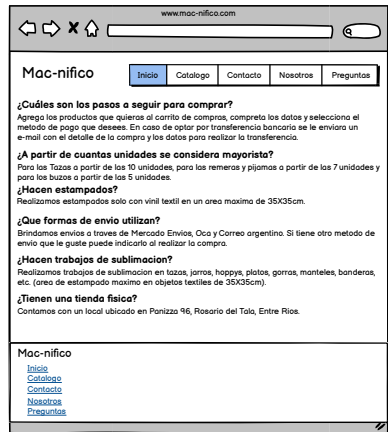 www.mac-nifico.com
Mac-nifico
Inicio Catalogo Contacto Nosotros Preguntas
¿Cuáles son los pasos a seguir para comprar?
Agrega los productos que quieras al carrito de compras, completa los datos y selecciona el
metodo de pago que desees. En caso de optar por transferencia bancaria se le enviara un
e-mail con el detalle de la compra y los datos para realizar la transferencia.
¿A partir de cuantas unidades se considera mayorista?
Para las Tazas a partir de las 10 unidades, para las remeras y pijamas a partir de las 7 unidades y
para los buzos a partir de las 5 unidades.
¿Hacen estampados?
Realizamos estampados solo con vinil textil en un area maxima de 35X35cm.
¿Que formas de envio utilizan?
Brindamos envios a traves de Mercado Envios, Oca y Correo argentino. Si tiene otro metodo de
envio que le guste puede indicarlo al realizar la compra.
¿Hacen trabajos de sublimacion?
Realizamos trabajos de sublimacion en tazas, jarros, hoppys, platos, gorras, manteles, banderas,
etc. (area de estampado maximo en objetos textiles de 35X35cm).
¿Tienen una tienda fisica?
Contamos con un local ubicado en Panizza 96, Rosario del Tala, Entre Rios.
Mac-nifico
Inicio
Catalogo
Contacto
Nosotros
Preguntas